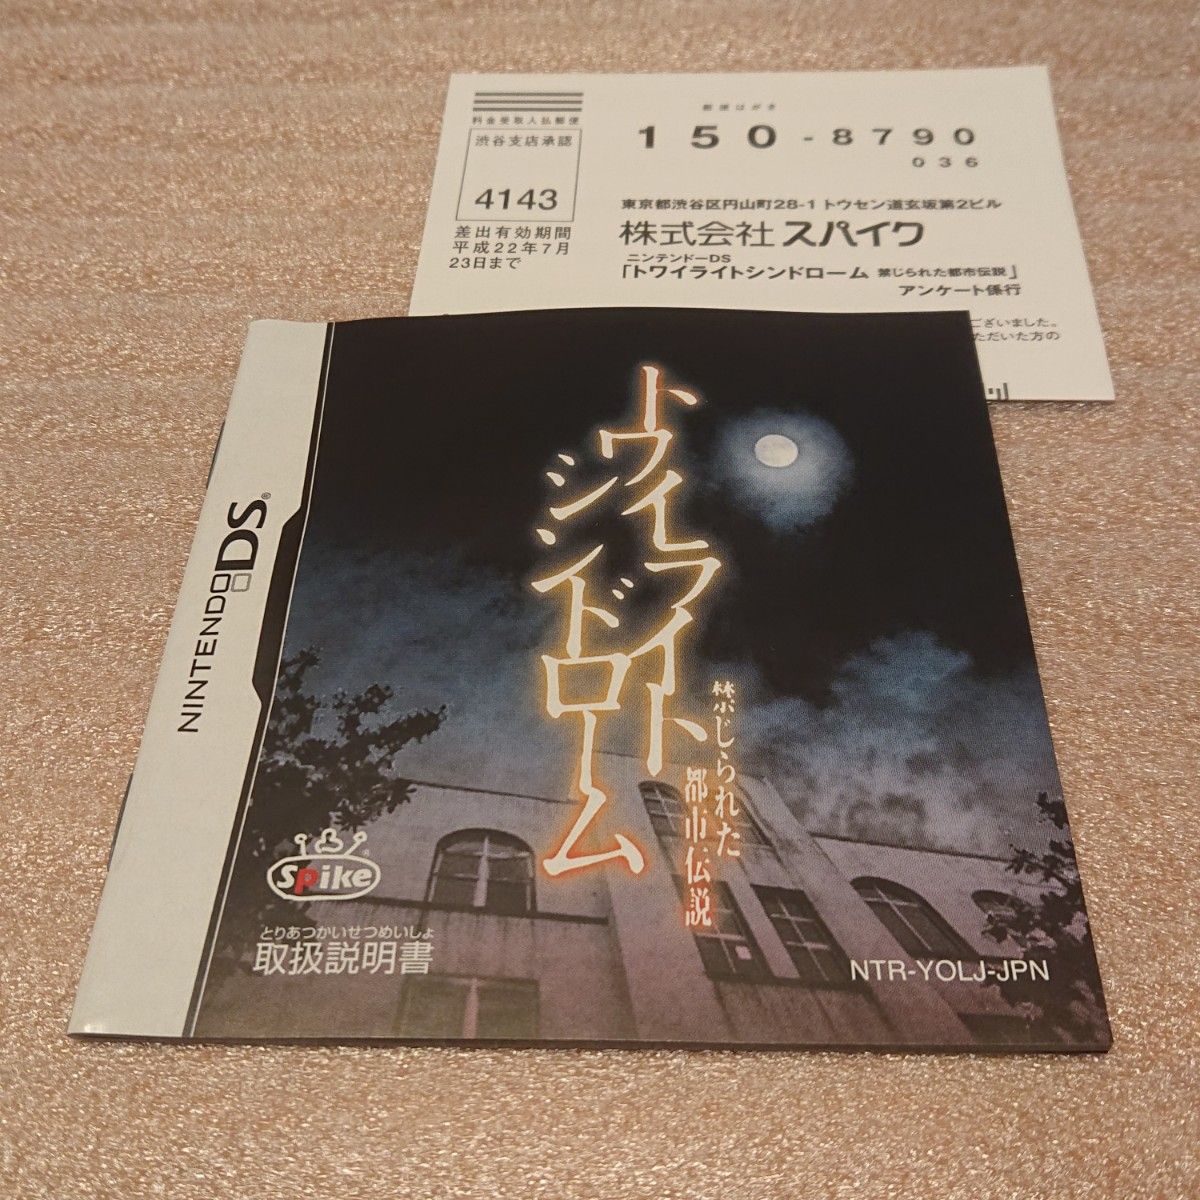 郵便はがき
料金受取人払郵便
渋谷支店承認
4143
差出有効期間
平成22年7月
23日まで
150-8790
036
東京都渋谷区円山町28-1 トウセン道玄坂第2ビル
株式会社 スパイク
ニンテンドーDS
「トワイライトシンドローム 禁じられた都市伝説」
アンケート係行
ございました。
ただいた方の
NINTENDO DS®
トワイライト
シンドローム
禁じられた
都市伝説
Spike
とりあつかいせつめいしょ
取扱説明書
NTR-YOLJ-JPN